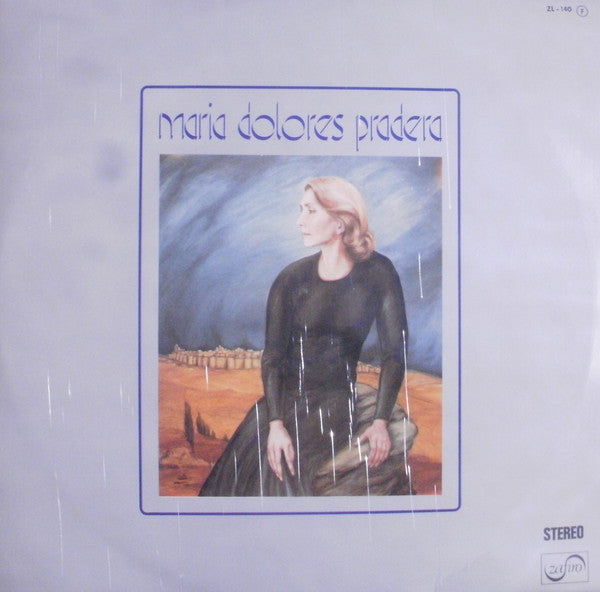 ZL - 140 F
maria dolores pradera
STEREO
zafiro